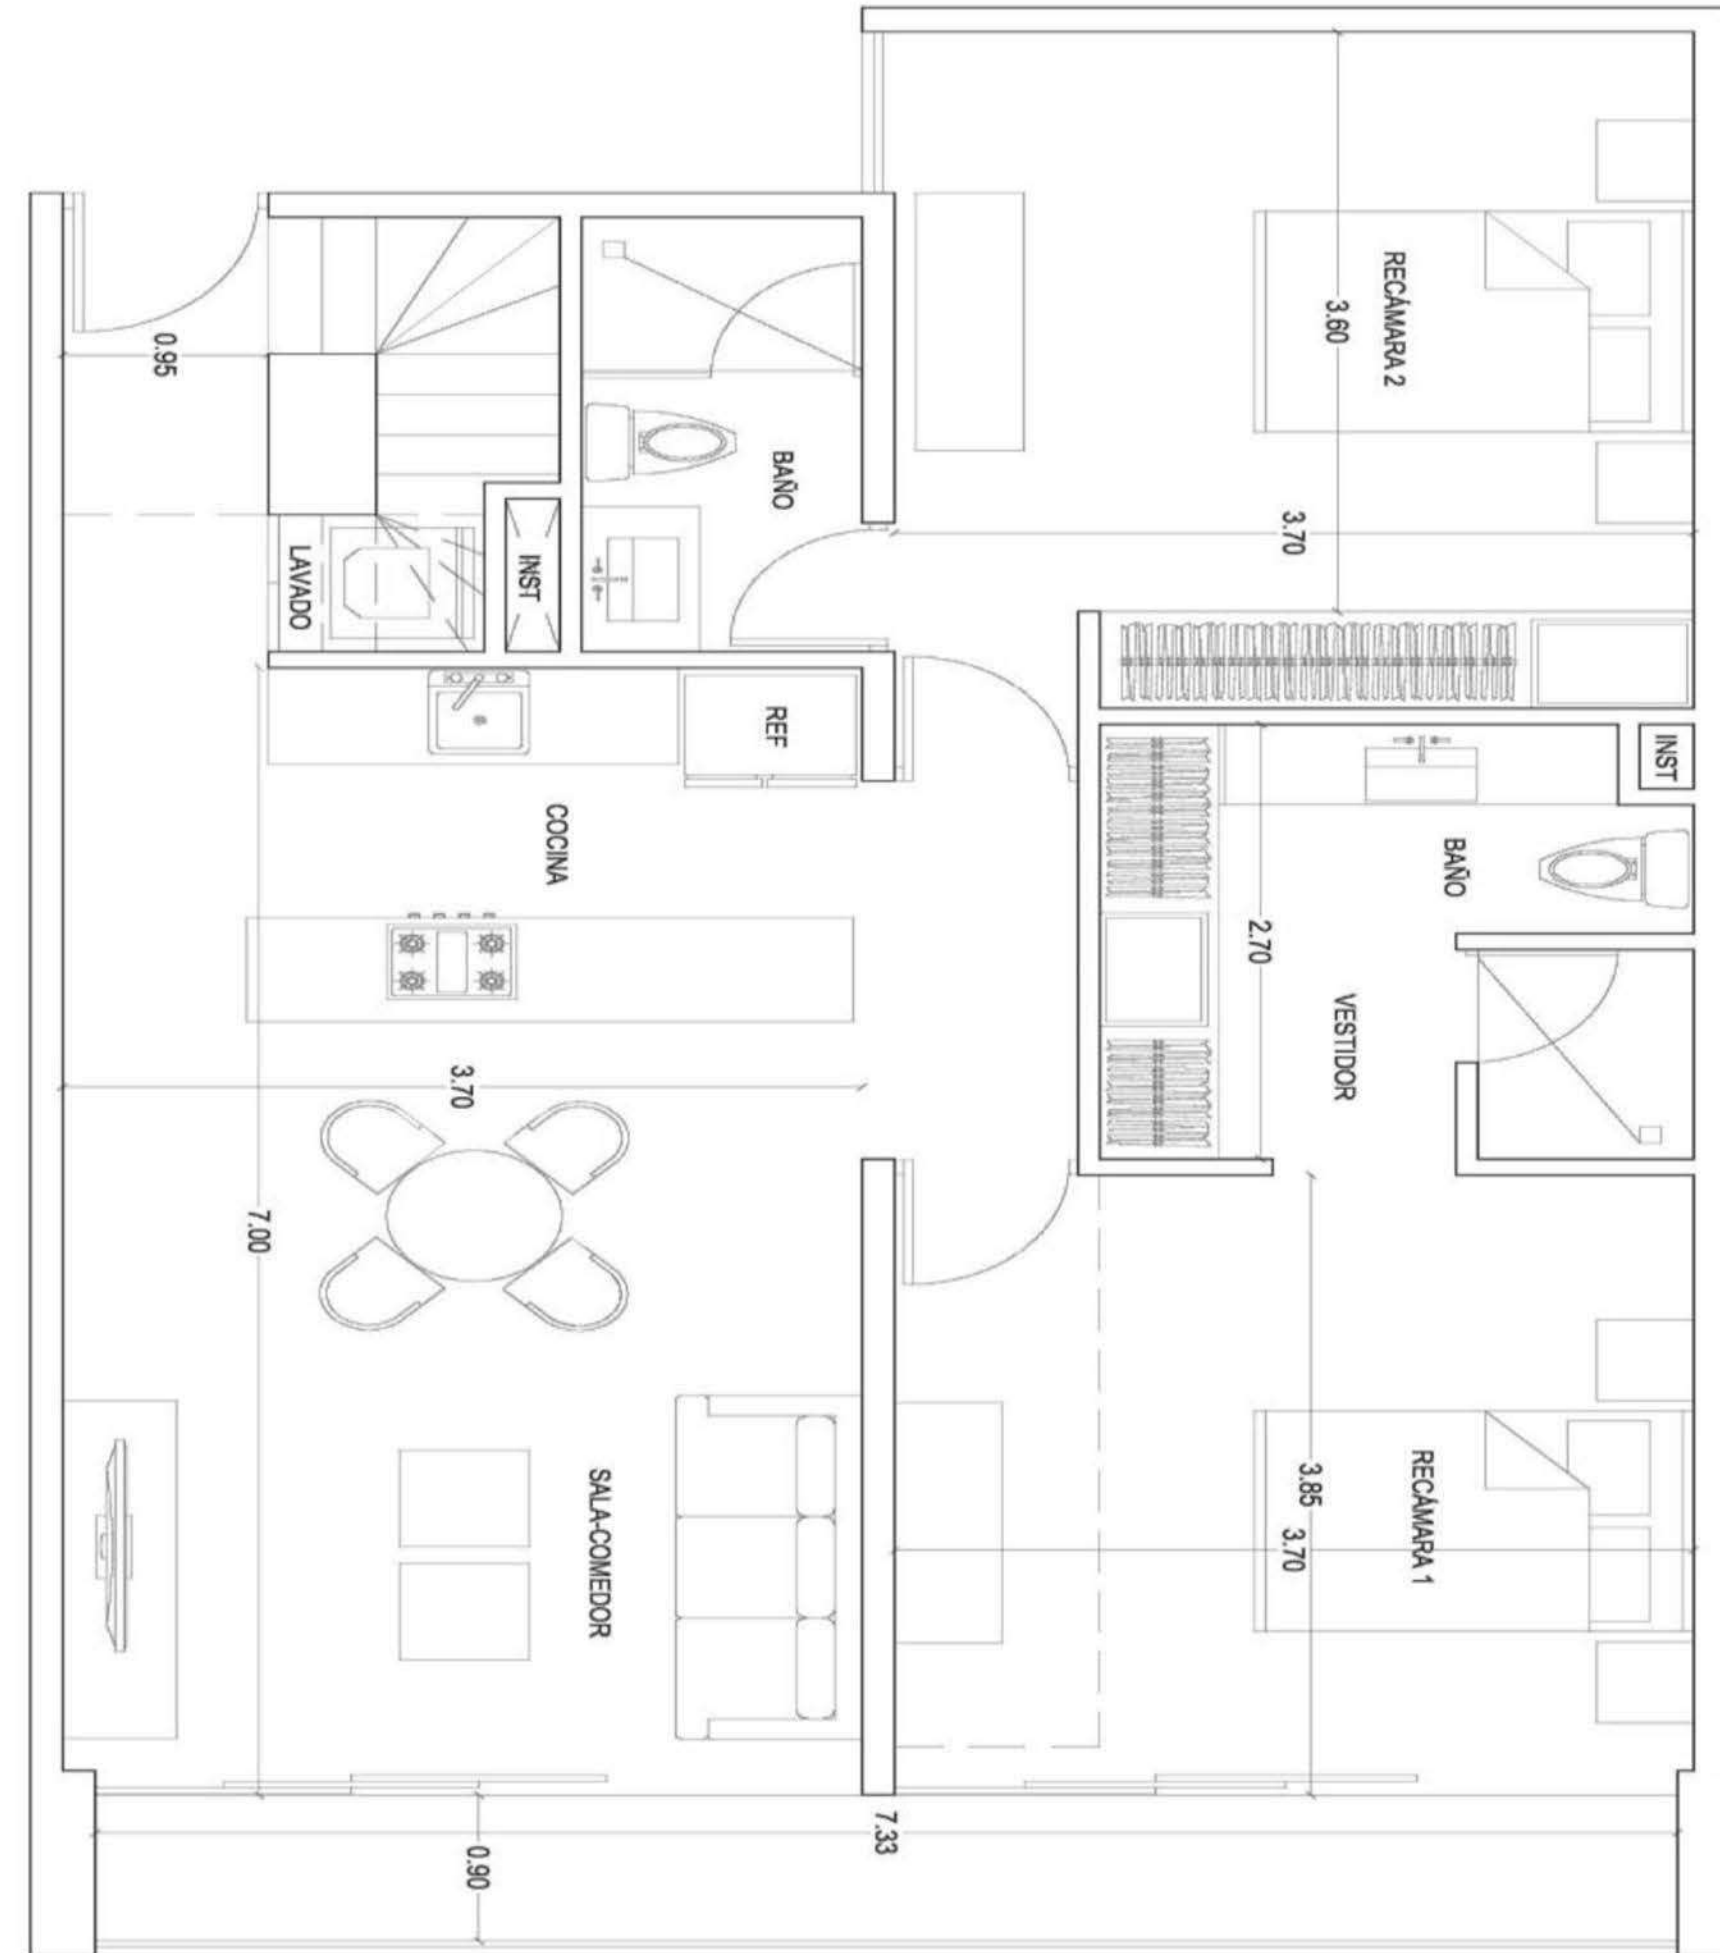 RECÁMARA 2
3.60
3.70
0.95
BAÑO
INST
LAVADO
REF
COCINA
INST
BAÑO
2.70
VESTIDOR
3.70
7.00
SALA-COMEDOR
RECÁMARA 1
3.85
3.70
7.33
0.90